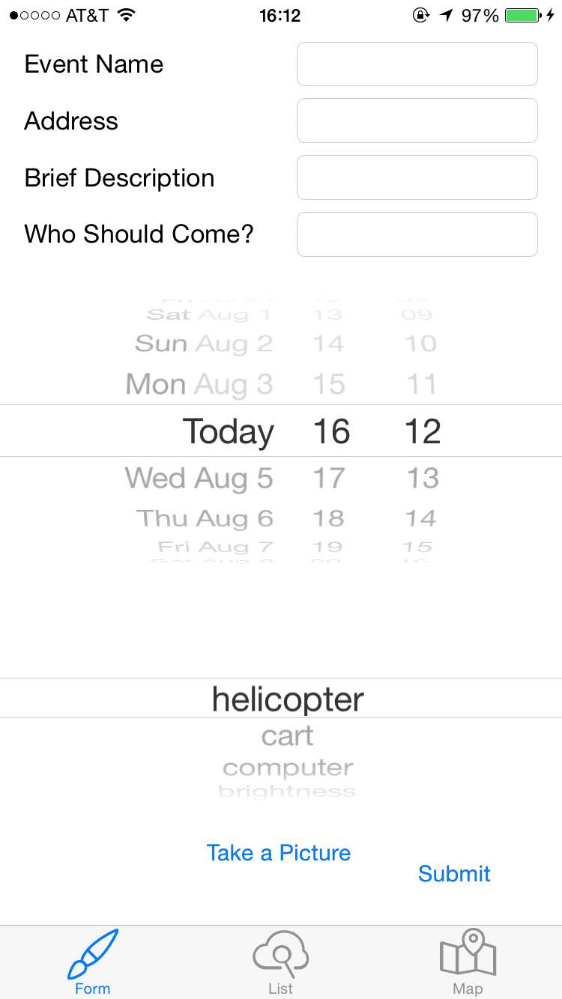 AT&T 16:12 97%
Event Name
Address
Brief Description
Who Should Come?
Sat Aug 1 13 09
Sun Aug 2 14 10
Mon Aug 3 15 11
Today 16 12
Wed Aug 5 17 13
Thu Aug 6 18 14
Fri Aug 7 19 15
helicopter
cart
computer
brightness
Take a Picture
Submit
Form List Map